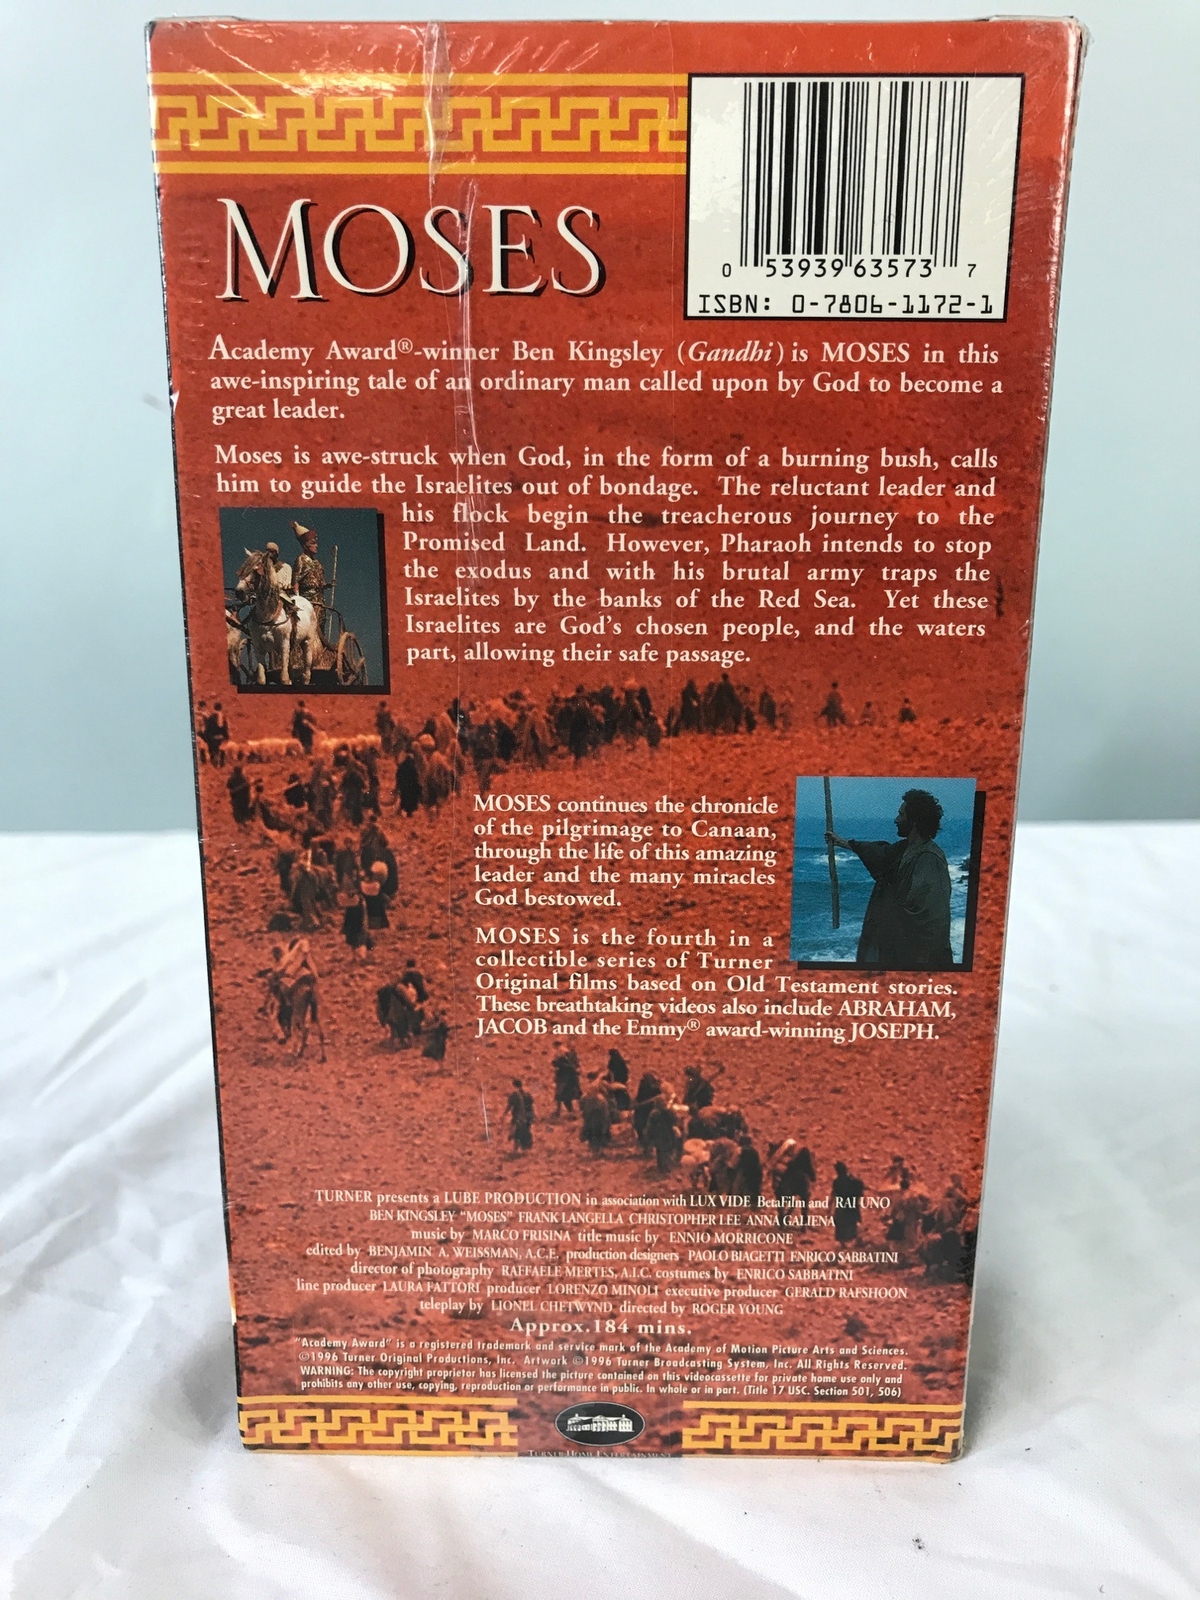 0 53939 63573 7
ISBN: 0-7806-1172-1
MOSES
Academy Award®-winner Ben Kingsley (Gandhi) is MOSES in this
awe-inspiring tale of an ordinary man called upon by God to become a
great leader.
Moses is awe-struck when God, in the form of a burning bush, calls
him to guide the Israelites out of bondage. The reluctant leader and
his flock begin the treacherous journey to the
Promised Land. However, Pharaoh intends to stop
the exodus and with his brutal army traps the
Israelites by the banks of the Red Sea. Yet these
Israelites are God's chosen people, and the waters
part, allowing their safe passage.
MOSES continues the chronicle
of the pilgrimage to Canaan,
through the life of this amazing
leader and the many miracles
God bestowed.
MOSES is the fourth in a
collectible series of Turner
Original films based on Old Testament stories.
These breathtaking videos also include ABRAHAM,
JACOB and the Emmy® award-winning JOSEPH.
TURNER presents a LUBE PRODUCTION in association with LUX VIDE BetaFilm and RAI UNO
BEN KINGSLEY "MOSES" FRANK LANGELLA CHRISTOPHER LEE ANNA GALIENA
music by MARCO FRISINA title music by ENNIO MORRICONE
edited by BENJAMIN A. WEISSMAN, A.C.E. production designers PAOLO BIAGETTI ENRICO SABBATINI
director of photography RAFFAELE MERTES, A.I.C. costumes by ENRICO SABBATINI
line producer LAURA FATTORI producer LORENZO MINOLI executive producer GERALD RAFSHOON
teleplay by LIONEL CHETWYND directed by ROGER YOUNG
Approx.184 mins.
"Academy Award" is a registered trademark and service mark of the Academy of Motion Picture Arts and Sciences.
©1996 Turner Original Productions, Inc. Artwork ©1996 Turner Broadcasting System, Inc. All Rights Reserved.
WARNING: The copyright proprietor has licensed the picture contained on this videocassette for private home use only and
prohibits any other use, copying, reproduction or performance in public. In whole or in part. (Title 17 USC. Section 501, 506)
TURNER HOME ENTERTAINMENT